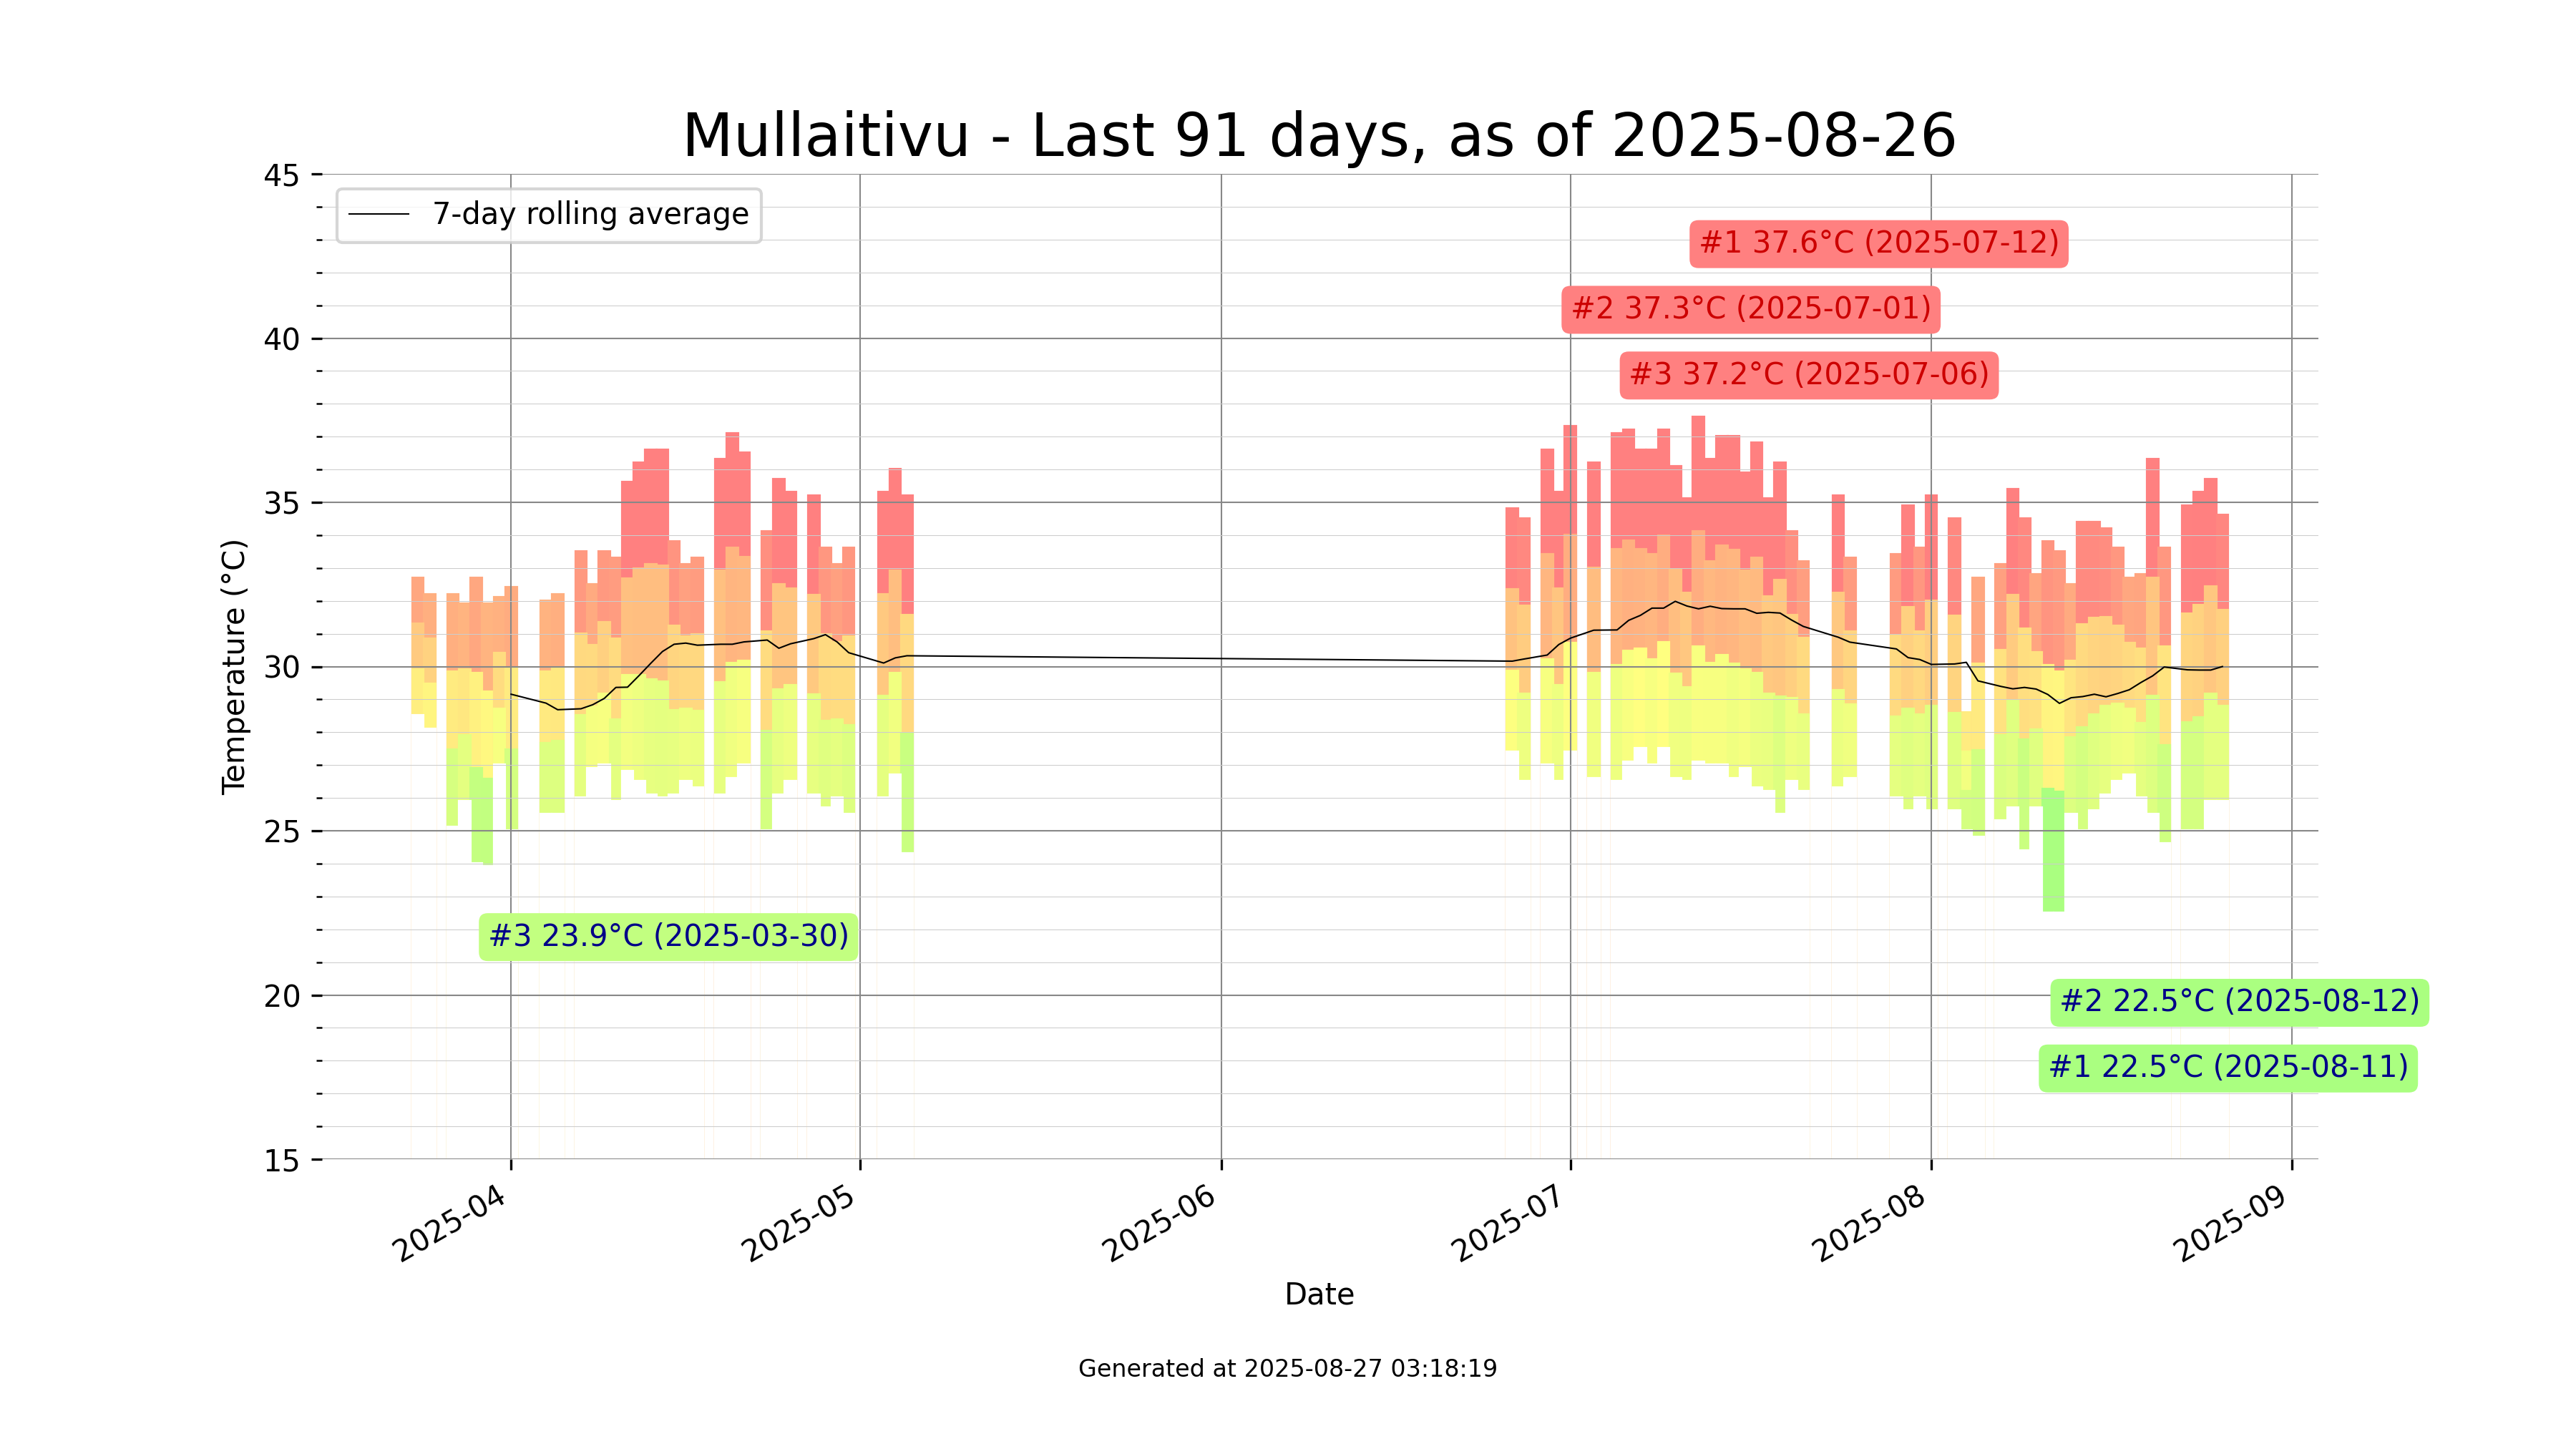 Mullaitivu - Last 91 days, as of 2025-08-26
7-day rolling average
#1 37.6°C (2025-07-12)
#2 37.3°C (2025-07-01)
#3 37.2°C (2025-07-06)
#3 23.9°C (2025-03-30)
#2 22.5°C (2025-08-12)
#1 22.5°C (2025-08-11)
Temperature (°C)
45
40
35
30
25
20
15
2025-04
2025-05
2025-06
2025-07
2025-08
2025-09
Date
Generated at 2025-08-27 03:18:19